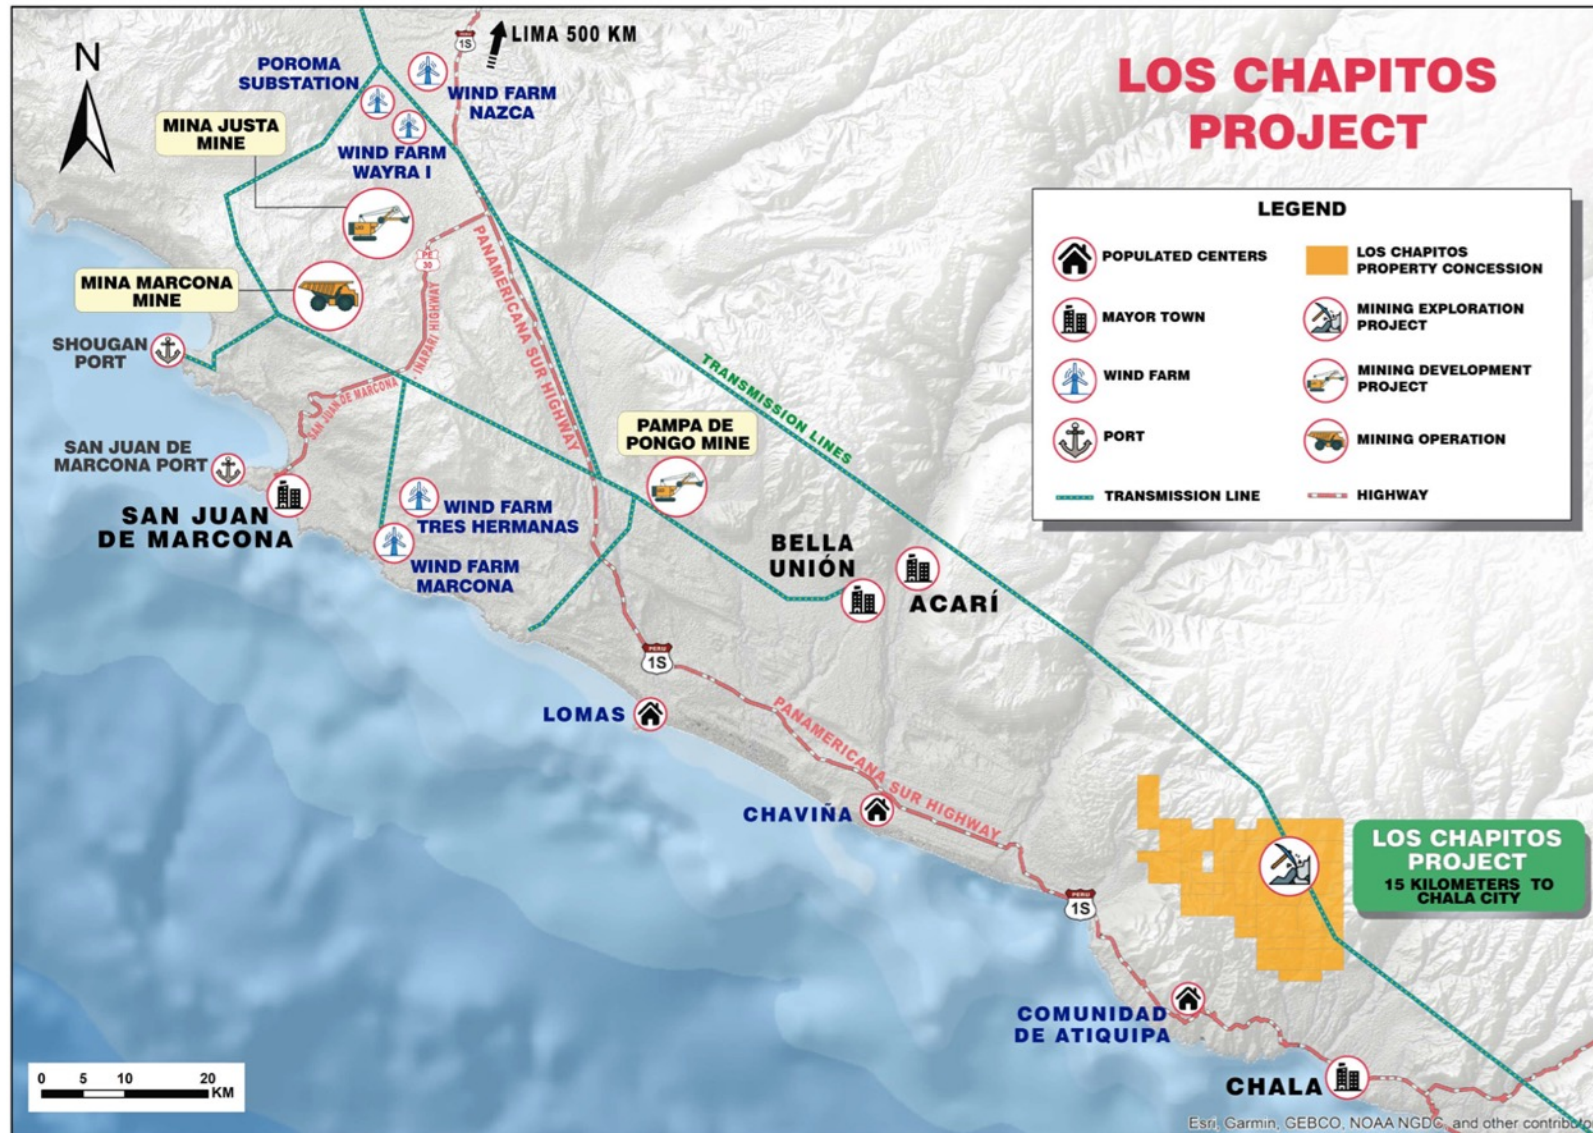 N
LIMA 500 KM
PERU
1S
POROMA
SUBSTATION
WIND FARM
NAZCA
MINA JUSTA
MINE
WIND FARM
WAYRA I
LOS CHAPITOS
PROJECT
LEGEND
POPULATED CENTERS
LOS CHAPITOS
PROPERTY CONCESSION
MAYOR TOWN
MINING EXPLORATION
PROJECT
WIND FARM
MINING DEVELOPMENT
PROJECT
PORT
MINING OPERATION
TRANSMISSION LINE
HIGHWAY
PE
30
MINA MARCONA
MINE
SHOUGAN
PORT
SAN JUAN DE MARCONA - INAPARI HIGHWAY
PANAMERICANA SUR HIGHWAY
TRANSMISSION LINES
PAMPA DE
PONGO MINE
SAN JUAN DE
MARCONA PORT
SAN JUAN
DE MARCONA
WIND FARM
TRES HERMANAS
WIND FARM
MARCONA
BELLA
UNIÓN
ACARÍ
PERU
1S
LOMAS
PANAMERICANA SUR HIGHWAY
CHAVIÑA
LOS CHAPITOS
PROJECT
15 KILOMETERS TO
CHALA CITY
PERU
1S
COMUNIDAD
DE ATIQUIPA
CHALA
0 5 10 20
KM
Esri, Garmin, GEBCO, NOAA NGDC, and other